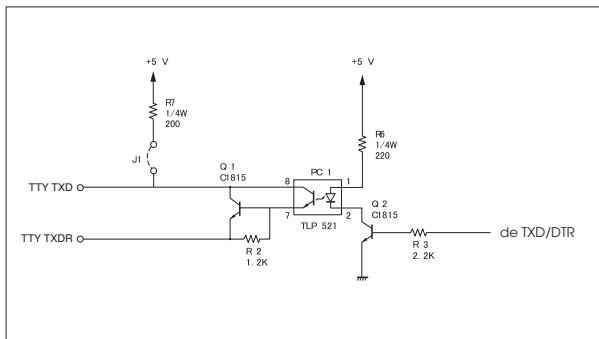 +5 V
+5 V
R7
1/4W
200
R6
1/4W
220
J1
Q 1
C1815
PC 1
8
1
TTY TXD
Q 2
C1815
7
2
TLP 521
TTY TXDR
R 2
1. 2K
R 3
2. 2K
de TXD/DTR